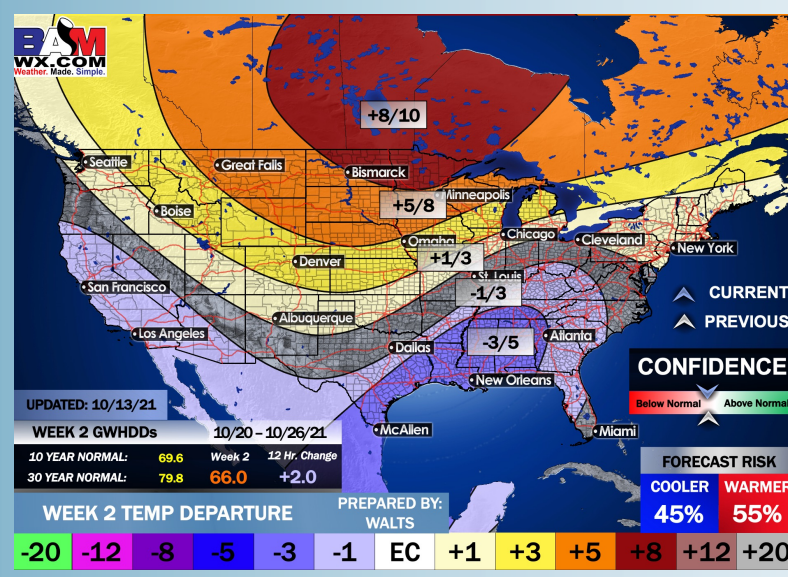 BAM
WX.COM
Weather. Made. Simple.
+8/10
Seattle
Great Falls
Bismarck
Minneapolis
+5/8
Boise
Omaha
Chicago
Cleveland
New York
Denver
+1/3
St. Louis
San Francisco
-1/3
CURRENT
Albuquerque
PREVIOUS
Los Angeles
Dallas
-3/5
Atlanta
CONFIDENCE
New Orleans
Below Normal
Above Normal
UPDATED: 10/13/21
McAllen
Miami
WEEK 2 GWHDDs 10/20 – 10/26/21
10 YEAR NORMAL: 69.6 Week 2 12 Hr. Change
30 YEAR NORMAL: 79.8 66.0 +2.0
FORECAST RISK
COOLER WARMER
45% 55%
WEEK 2 TEMP DEPARTURE
PREPARED BY:
WALTS
-20 -12 -8 -5 -3 -1 EC +1 +3 +5 +8 +12 +20